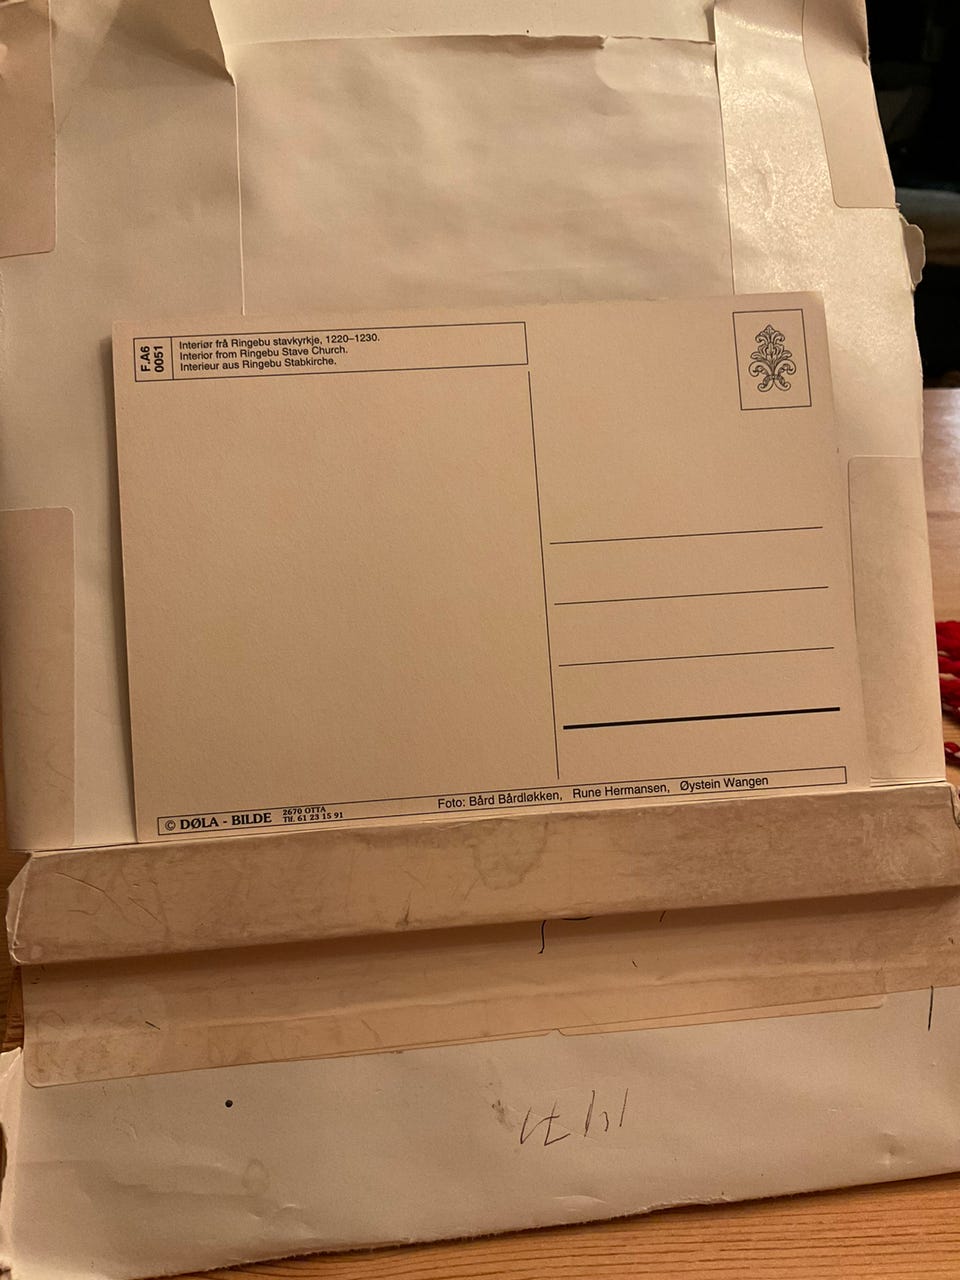 F.A6
0051
Interiør frå Ringebu stavkyrkje, 1220–1230.
Interior from Ringebu Stave Church.
Interieur aus Ringebu Stabkirche.
© DØLA - BILDE 2670 OTTA
Tlf. 61 23 15 91
Foto: Bård Bårdløkken, Rune Hermansen, Øystein Wangen